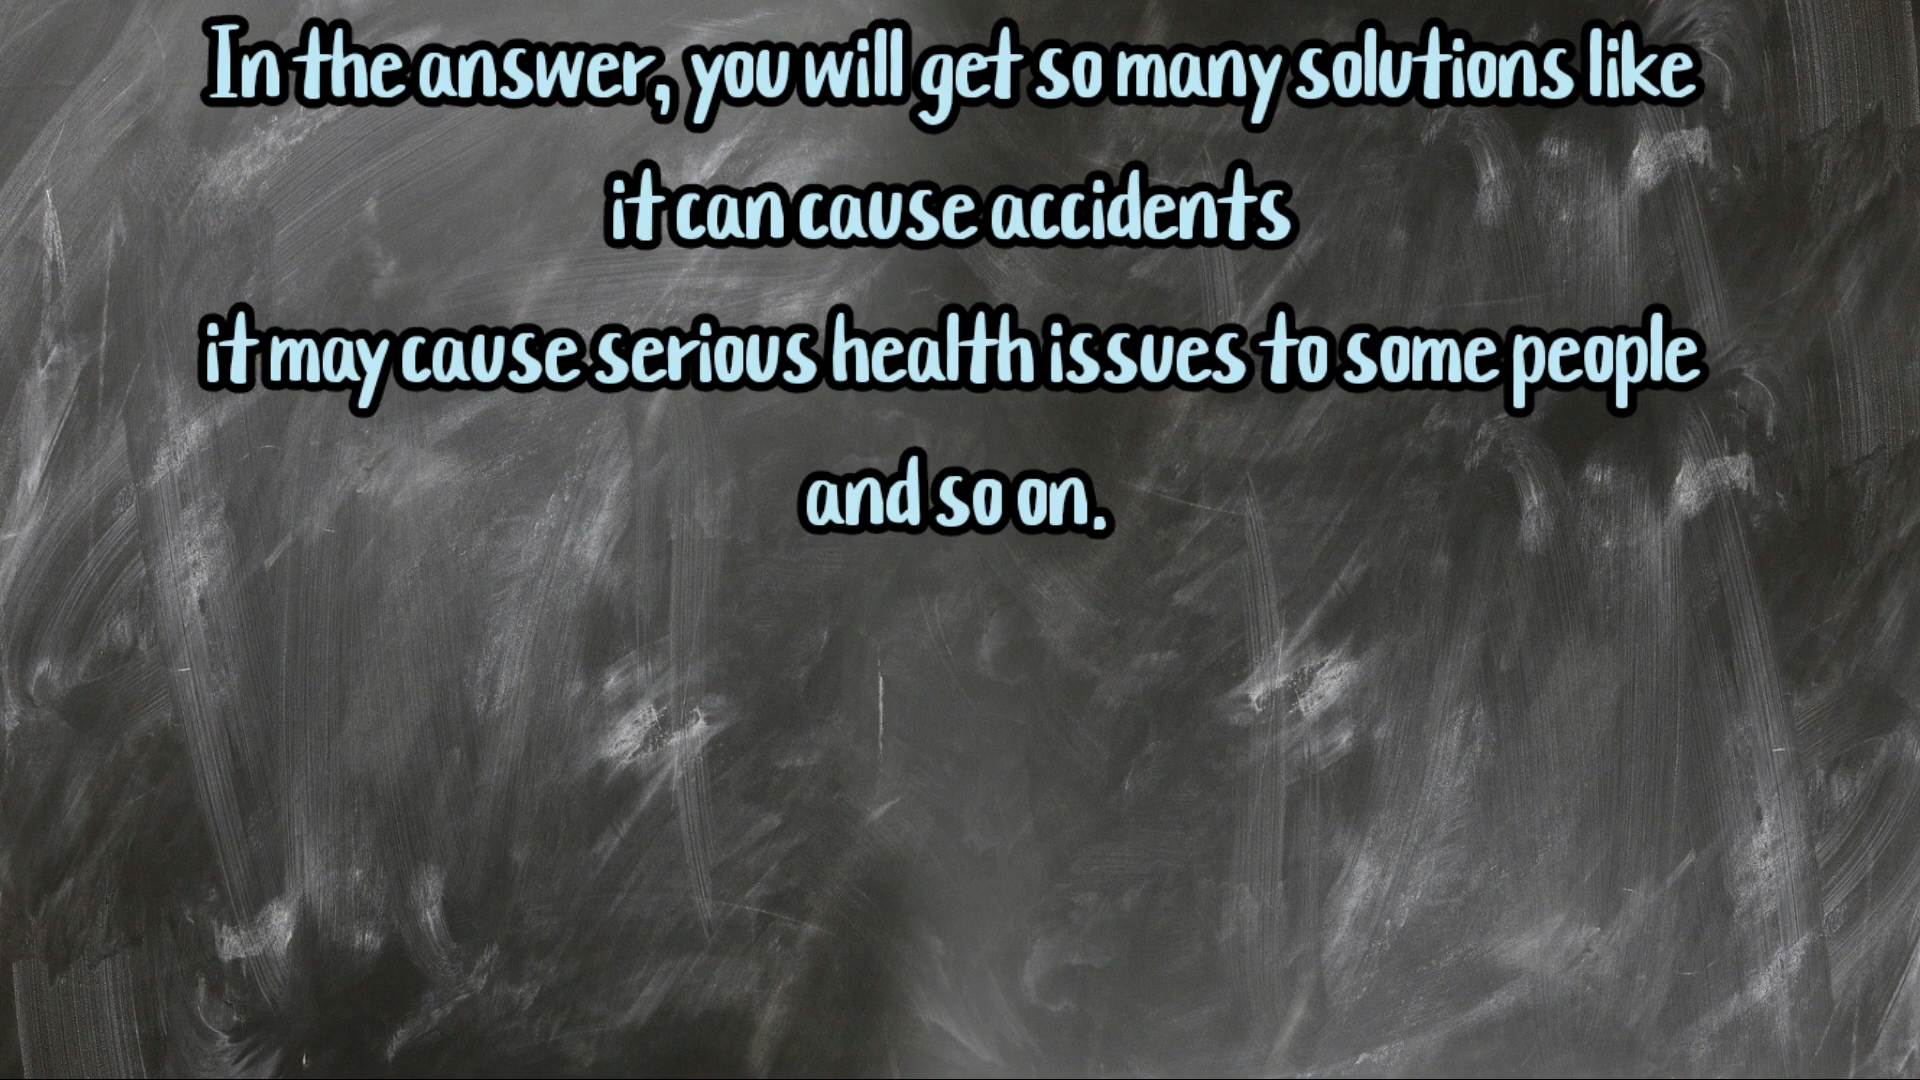 In the answer, you will get so many solutions like
it can cause accidents
it may cause serious health issues to some people
and so on.